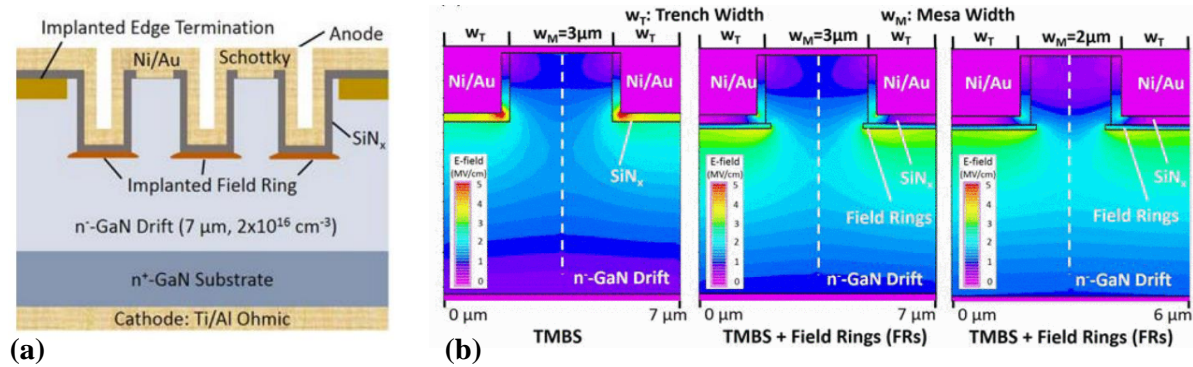 Implanted Edge Termination
Anode
Ni/Au
Schottky
SiNx
Implanted Field Ring
n⁻-GaN Drift (7 μm, 2x10¹⁶ cm⁻³)
n⁺-GaN Substrate
Cathode: Ti/Al Ohmic
(a)
wT: Trench Width
wM: Mesa Width
wT
wM=3μm
wT
Ni/Au
Ni/Au
SiNx
E-field
(MV/cm)
5
4
3
2
1
0
n⁻-GaN Drift
0 μm
7 μm
TMBS
wT
wM=3μm
wT
Ni/Au
Ni/Au
SiNx
Field Rings
E-field
(MV/cm)
5
4
3
2
1
0
n⁻-GaN Drift
0 μm
7 μm
TMBS + Field Rings (FRs)
wT
wM=2μm
wT
Ni/Au
Ni/Au
SiNx
Field Rings
E-field
(MV/cm)
5
4
3
2
1
0
n⁻-GaN Drift
0 μm
6 μm
TMBS + Field Rings (FRs)
(b)